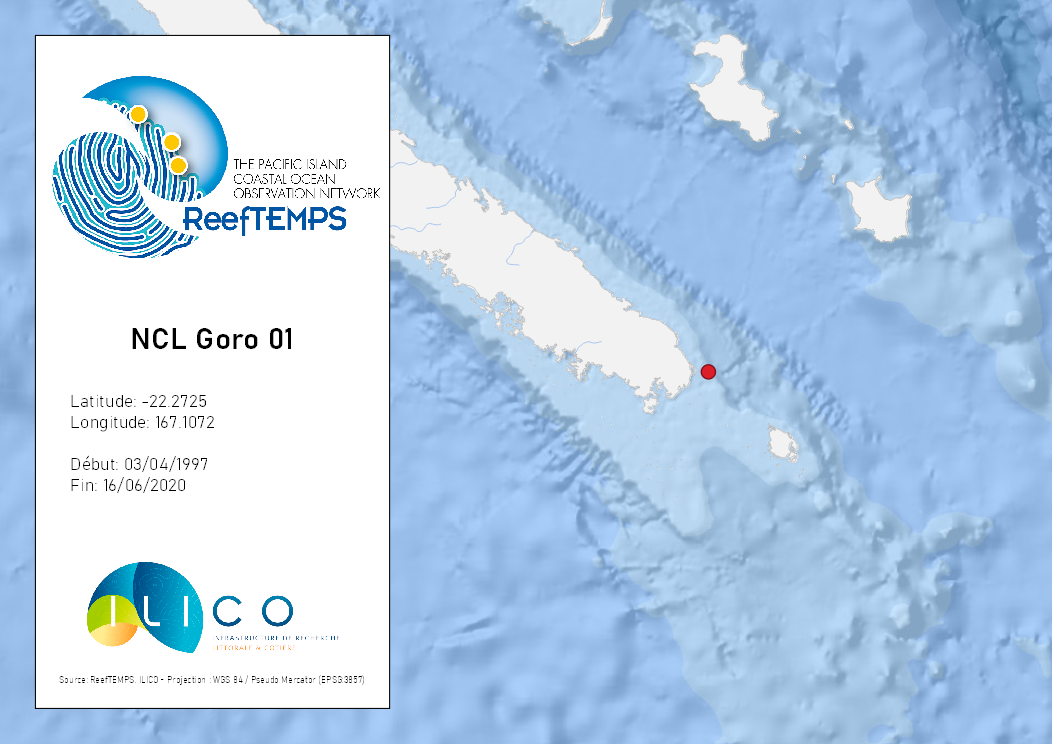 THE PACIFIC ISLAND
COASTAL OCEAN
OBSERVATION NETWORK
ReefTEMPS
NCL Goro 01
Latitude: -22.2725
Longitude: 167.1072
Début: 03/04/1997
Fin: 16/06/2020
ILICO
INFRASTRUCTURE DE RECHERCHE
LITTORALE & COTIERE
Source: ReefTEMPS, ILICO - Projection : WGS 84 / Pseudo Mercator (EPSG:3857)